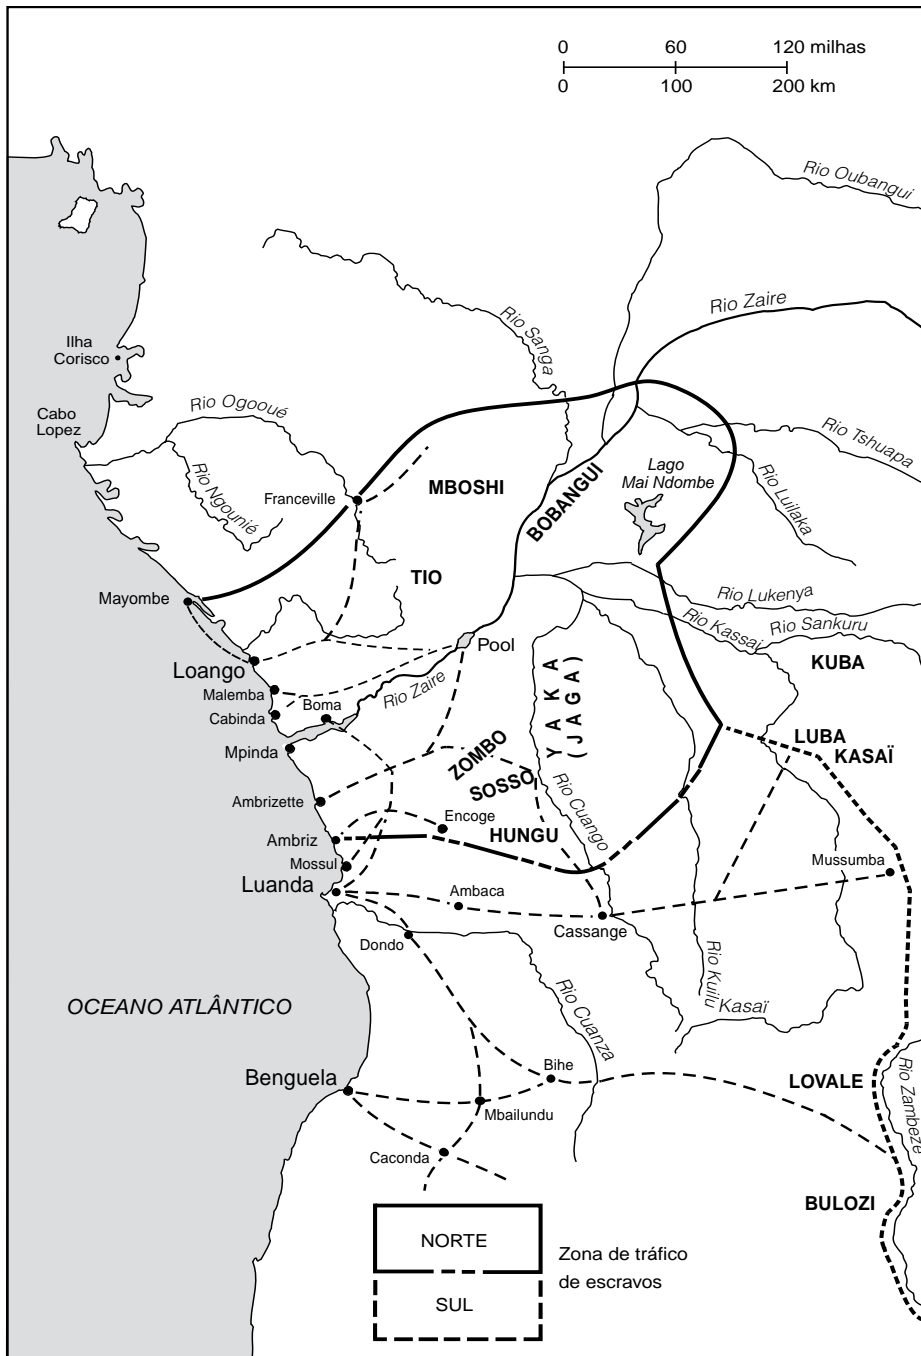 0 60 120 milhas
0 100 200 km
Rio Oubangui
Rio Zaire
Rio Sanga
Ilha
Corisco
Cabo
Lopez
Rio Ogooué
Rio Ngounié
Rio Tshuapa
Franceville
MBOSHI
BOBANGUI
Lago
Mai Ndombe
Rio Luilaka
TIO
Mayombe
Rio Lukenya
Rio Kassai
Rio Sankuru
Pool
KUBA
Loango
Malemba
Cabinda
Boma
Rio Zaire
YAKA
(JAGA)
Mpinda
LUBA
KASAÏ
ZOMBO
SOSSO
Ambrizette
Rio Cuango
Encoge
HUNGU
Ambriz
Mossul
Mussumba
Luanda
Ambaca
Cassange
Dondo
Rio Kuilu
Kasaï
OCEANO ATLÂNTICO
Rio Cuanza
Bihe
Benguela
LOVALE
Rio Zambeze
Mbailundu
Caconda
BULOZI
NORTE
SUL
Zona de tráfico
de escravos